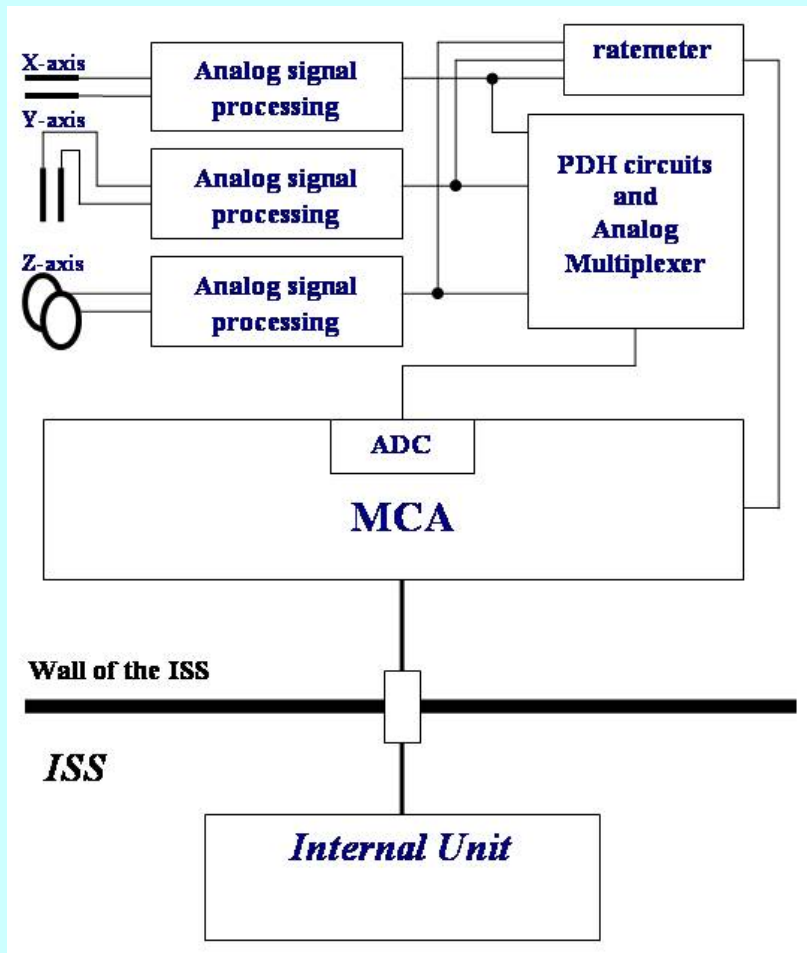 X-axis
Analog signal
processing
ratemeter
Y-axis
Analog signal
processing
PDH circuits
and
Analog
Multiplexer
Z-axis
Analog signal
processing
ADC
MCA
Wall of the ISS
ISS
Internal Unit